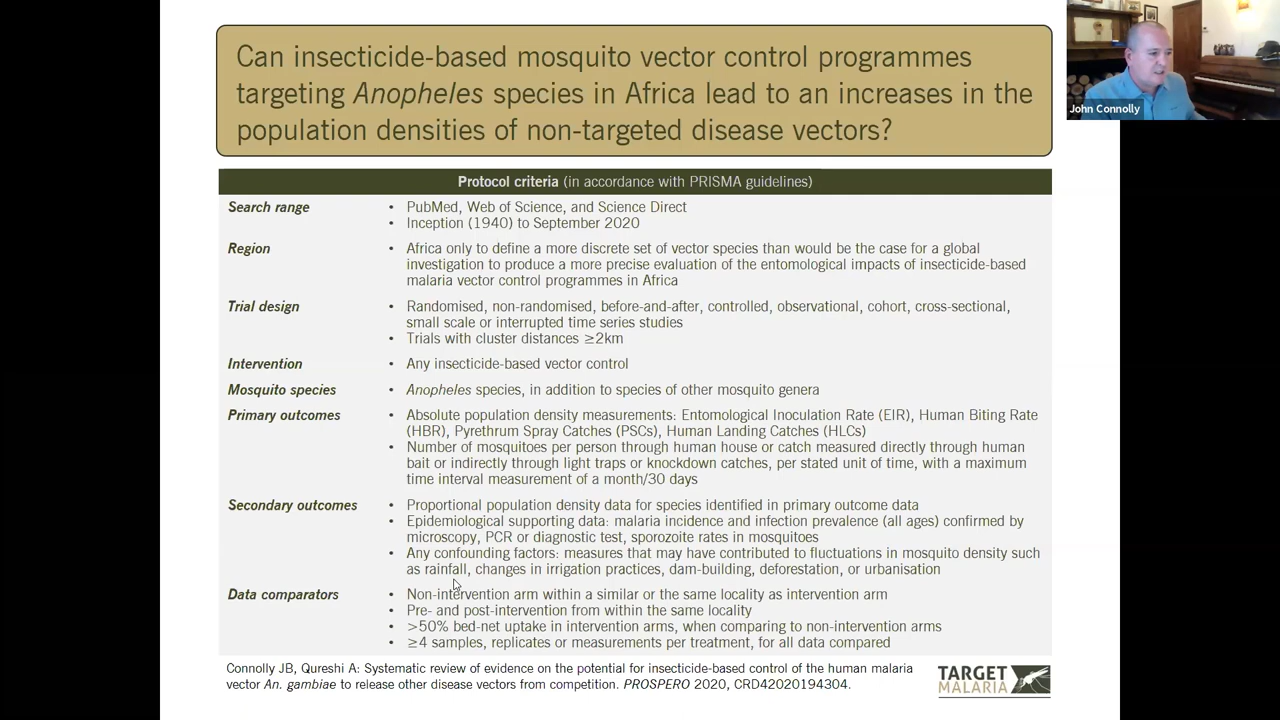 Can insecticide-based mosquito vector control programmes
targeting Anopheles species in Africa lead to an increases in the
population densities of non-targeted disease vectors?
John Connolly
Protocol criteria (in accordance with PRISMA guidelines)
Search range
• PubMed, Web of Science, and Science Direct
• Inception (1940) to September 2020
Region
• Africa only to define a more discrete set of vector species than would be the case for a global
investigation to produce a more precise evaluation of the entomological impacts of insecticide-based
malaria vector control programmes in Africa
Trial design
• Randomised, non-randomised, before-and-after, controlled, observational, cohort, cross-sectional,
small scale or interrupted time series studies
• Trials with cluster distances ≥2km
Intervention
• Any insecticide-based vector control
Mosquito species
• Anopheles species, in addition to species of other mosquito genera
Primary outcomes
• Absolute population density measurements: Entomological Inoculation Rate (EIR), Human Biting Rate
(HBR), Pyrethrum Spray Catches (PSCs), Human Landing Catches (HLCs)
• Number of mosquitoes per person through human house or catch measured directly through human
bait or indirectly through light traps or knockdown catches, per stated unit of time, with a maximum
time interval measurement of a month/30 days
Secondary outcomes
• Proportional population density data for species identified in primary outcome data
• Epidemiological supporting data: malaria incidence and infection prevalence (all ages) confirmed by
microscopy, PCR or diagnostic test, sporozoite rates in mosquitoes
• Any confounding factors: measures that may have contributed to fluctuations in mosquito density such
as rainfall, changes in irrigation practices, dam-building, deforestation, or urbanisation
Data comparators
• Non-intervention arm within a similar or the same locality as intervention arm
• Pre- and post-intervention from within the same locality
• >50% bed-net uptake in intervention arms, when comparing to non-intervention arms
• ≥4 samples, replicates or measurements per treatment, for all data compared
Connolly JB, Qureshi A: Systematic review of evidence on the potential for insecticide-based control of the human malaria
vector An. gambiae to release other disease vectors from competition. PROSPERO 2020, CRD42020194304.
TARGET
MALARIA